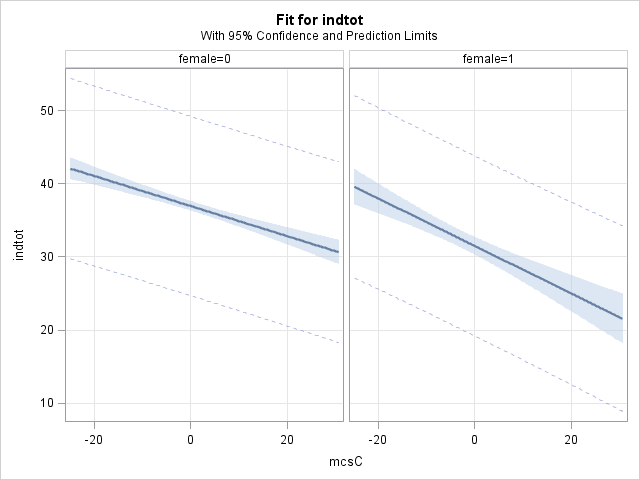 Fit for indtot
With 95% Confidence and Prediction Limits
female=0
female=1
50
40
30
20
10
indtot
-20
0
20
-20
0
20
mcsC